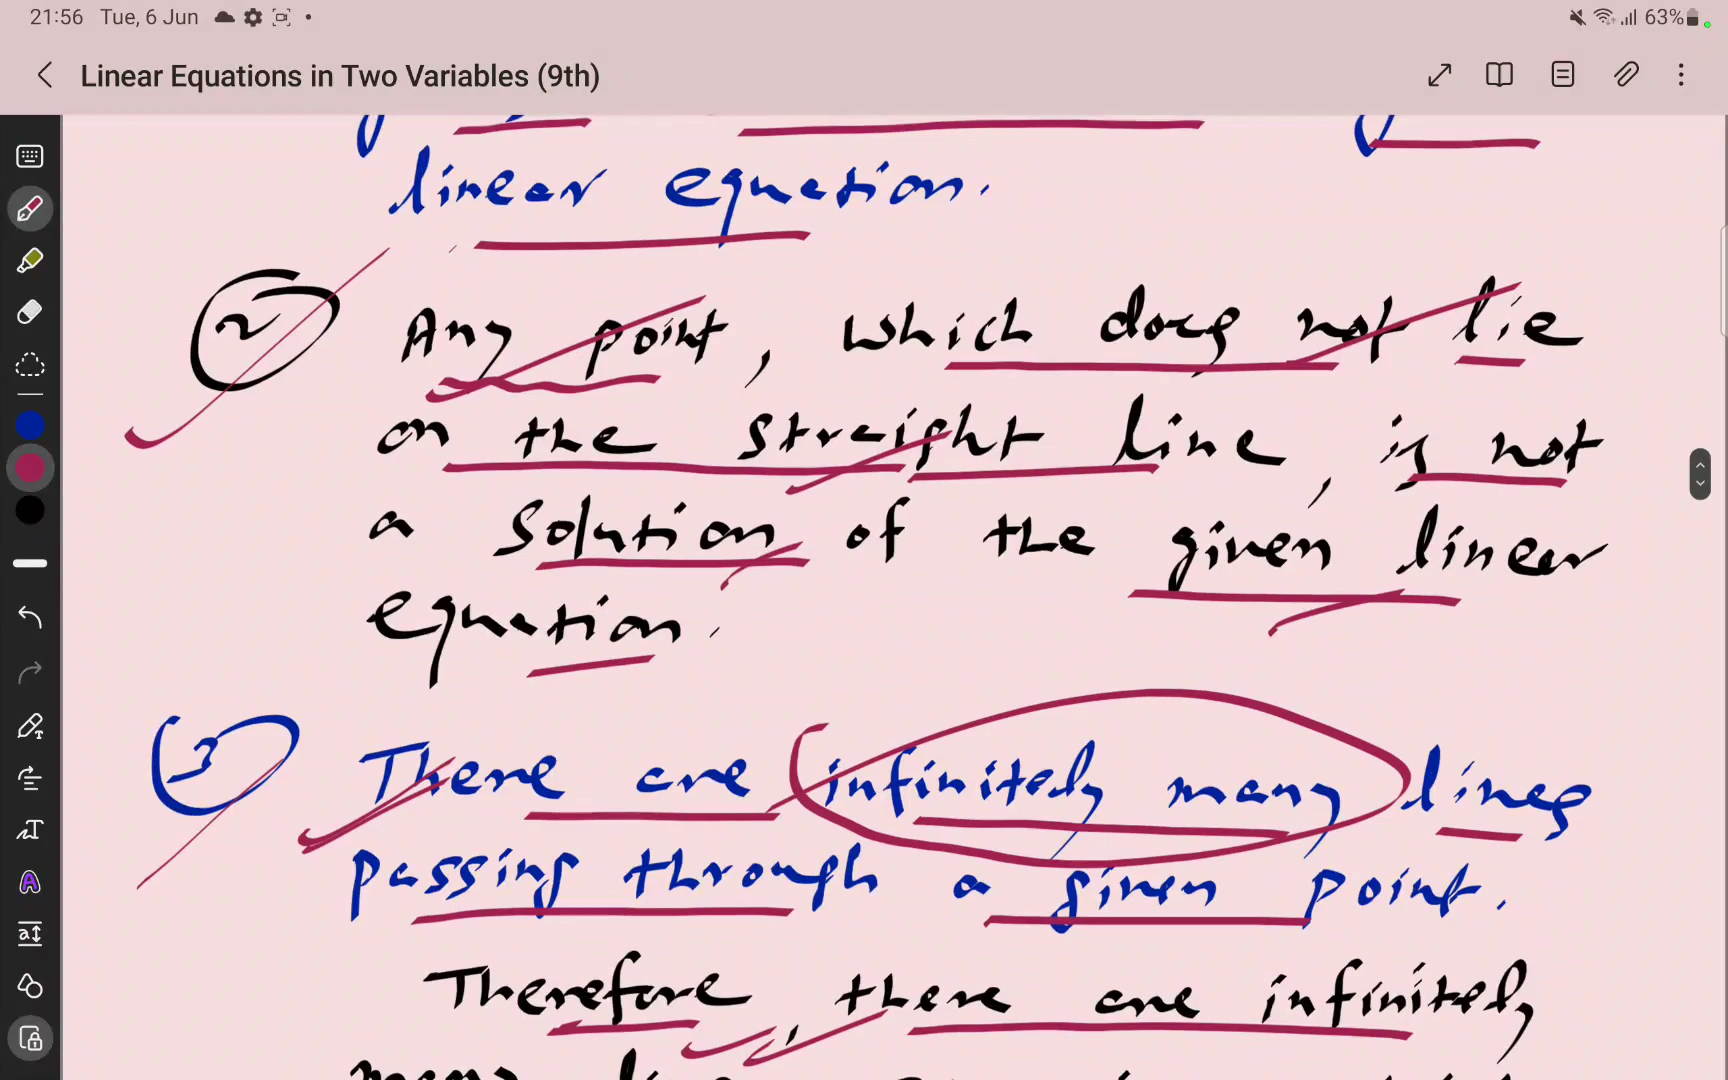 21:56 Tue, 6 Jun 63%
Linear Equations in Two Variables (9th)
linear equation.
2 Any point, which does not lie
on the straight line, is not
a solution of the given linear
equation.
3 There are infinitely many lines
passing through a given point.
Therefore, there are infinitely
many